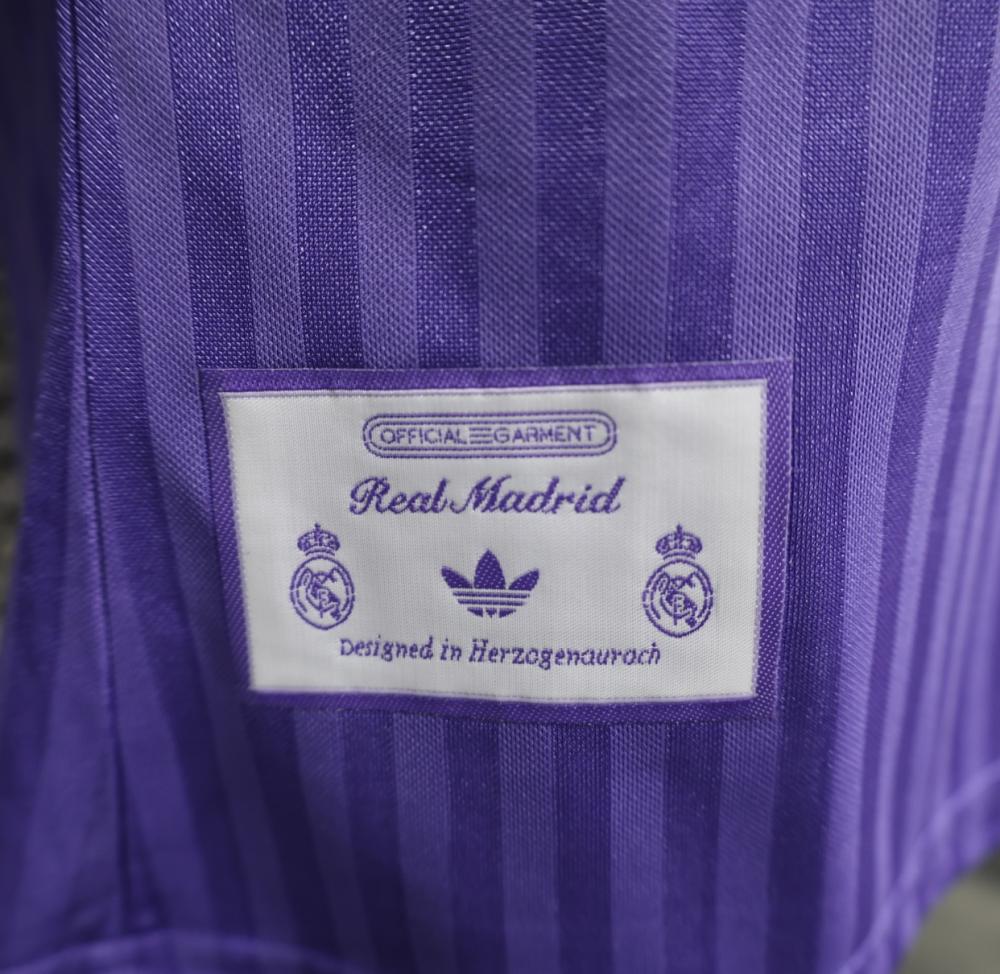 OFFICIAL GARMENT
Real Madrid
Designed in Herzogenaurach